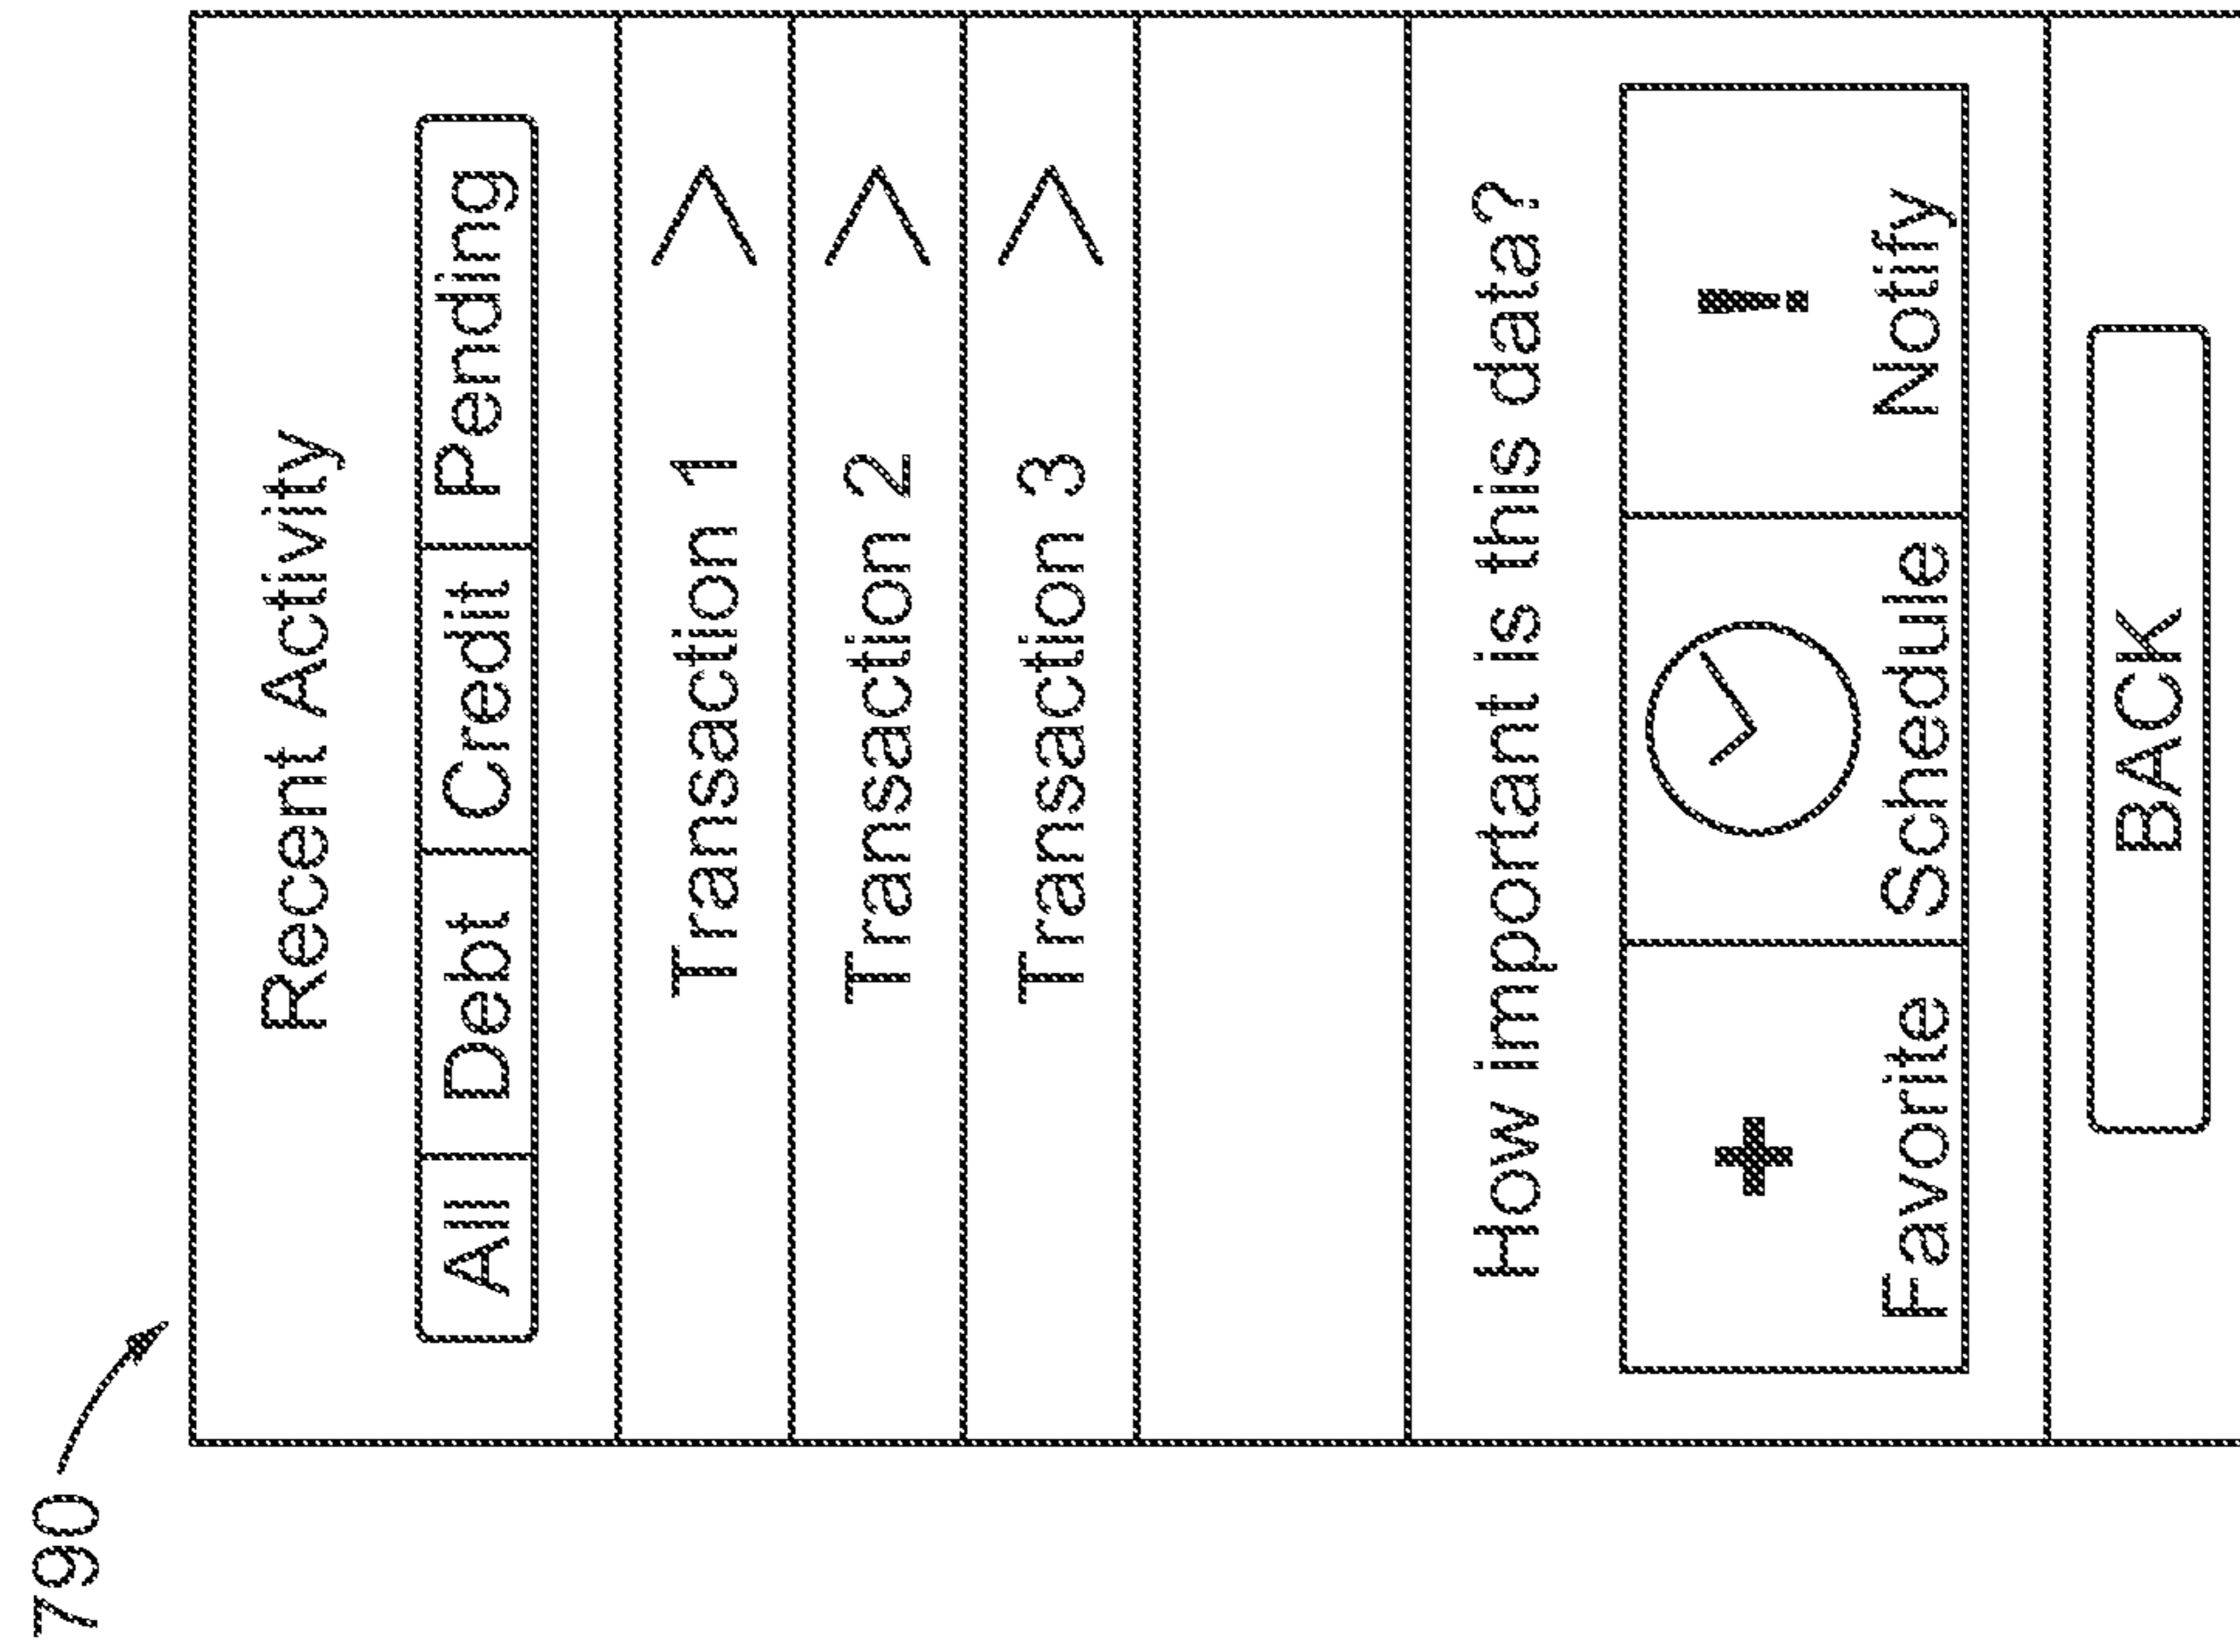 790
Recent Activity
All Debt Credit Pending
Transaction 1
Transaction 2
Transaction 3
How important is this data?
+ !
Favorite Schedule Notify
BACK